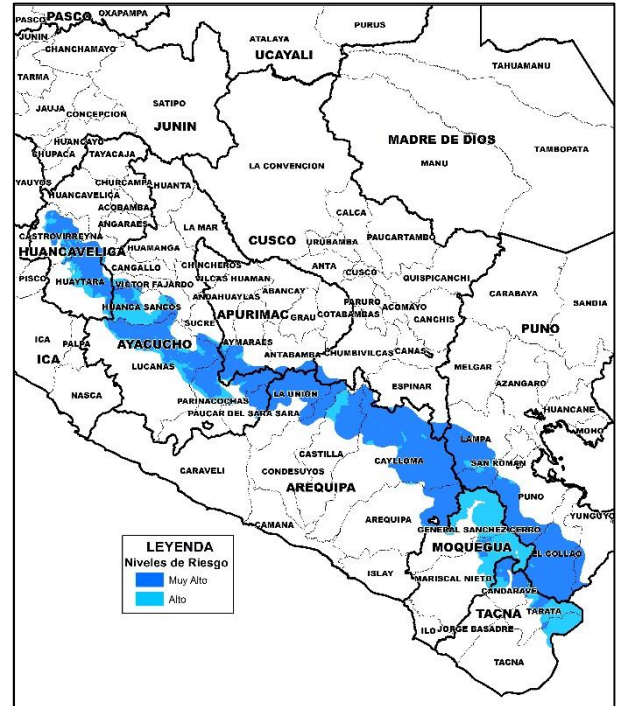 PASCO
OXAPAMPA
PASCO
JUNIN
CHANCHAMAYO
TARMA
JAUJA
CONCEPCION
SATIPO
JUNIN
ATALAYA
UCAYALI
PURUS
TAHUAMANU
MADRE DE DIOS
MANU
TAMBOPATA
LA CONVENCION
HUANCAYO
CHUPACA
TAYACAJA
YAUYOS
CHURCAMPA
HUANTA
HUANCAVELICA
ACOBAMBA
ANGARAES
LA MAR
CASTROVIRREYNA
HUANCAVELICA
HUAMANGA
CUSCO
CALCA
URUBAMBA
PAUCARTAMBO
ANTA
CUSCO
QUISPICANCHI
PISCO
HUAYTARA
CANGALLO
CHINCHEROS
VILCAS HUAMAN
VICTOR FAJARDO
ANDAHUAYLAS
ABANCAY
APURIMAC
GRAU
COTABAMBAS
PARURO
ACOMAYO
CANCHIS
CARABAYA
SANDIA
PUNO
HUANCA SANCOS
SUCRE
ICA
PALPA
ICA
AYACUCHO
AYMARAES
ANTABAMBA
CHUMBIVILCAS
CANAS
LUCANAS
NASCA
ESPINAR
MELGAR
AZANGARO
HUANCANE
MOHO
PARINACOCHAS
LA UNION
PAUCAR DEL SARA SARA
LAMPA
SAN ROMAN
CARAVELI
CONDESUYOS
CASTILLA
CAYLLOMA
AREQUIPA
PUNO
YUNGUYO
CAMANA
AREQUIPA
GENERAL SANCHEZ CERRO
MOQUEGUA
EL COLLAO
ISLAY
MARISCAL NIETO
CANDARAVE
TACNA
TARATA
ILO
JORGE BASADRE
TACNA
LEYENDA
Niveles de Riesgo
Muy Alto
Alto